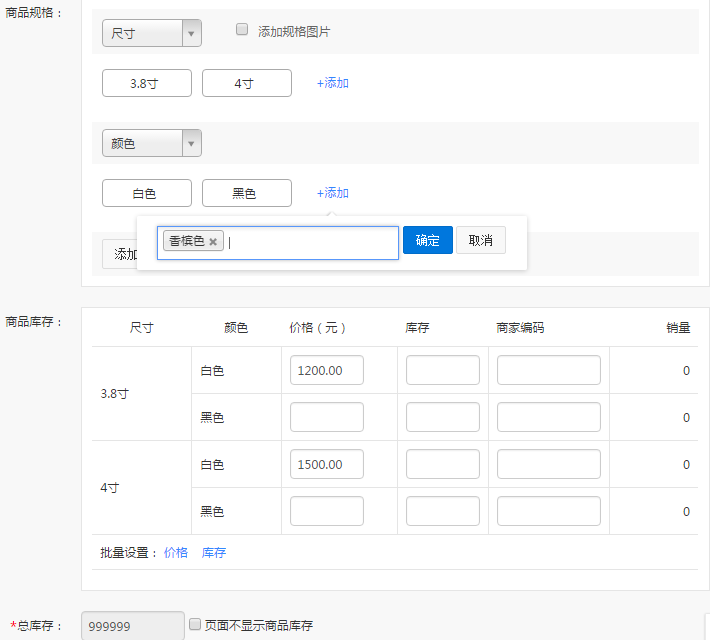 商品规格：
尺寸 添加规格图片
3.8寸 4寸 +添加
颜色
白色 黑色 +添加
香槟色 × 确定 取消
添加
商品库存：
尺寸 颜色 价格（元） 库存 商家编码 销量
3.8寸 白色 1200.00 0
黑色 0
4寸 白色 1500.00 0
黑色 0
批量设置： 价格 库存
*总库存： 999999 页面不显示商品库存